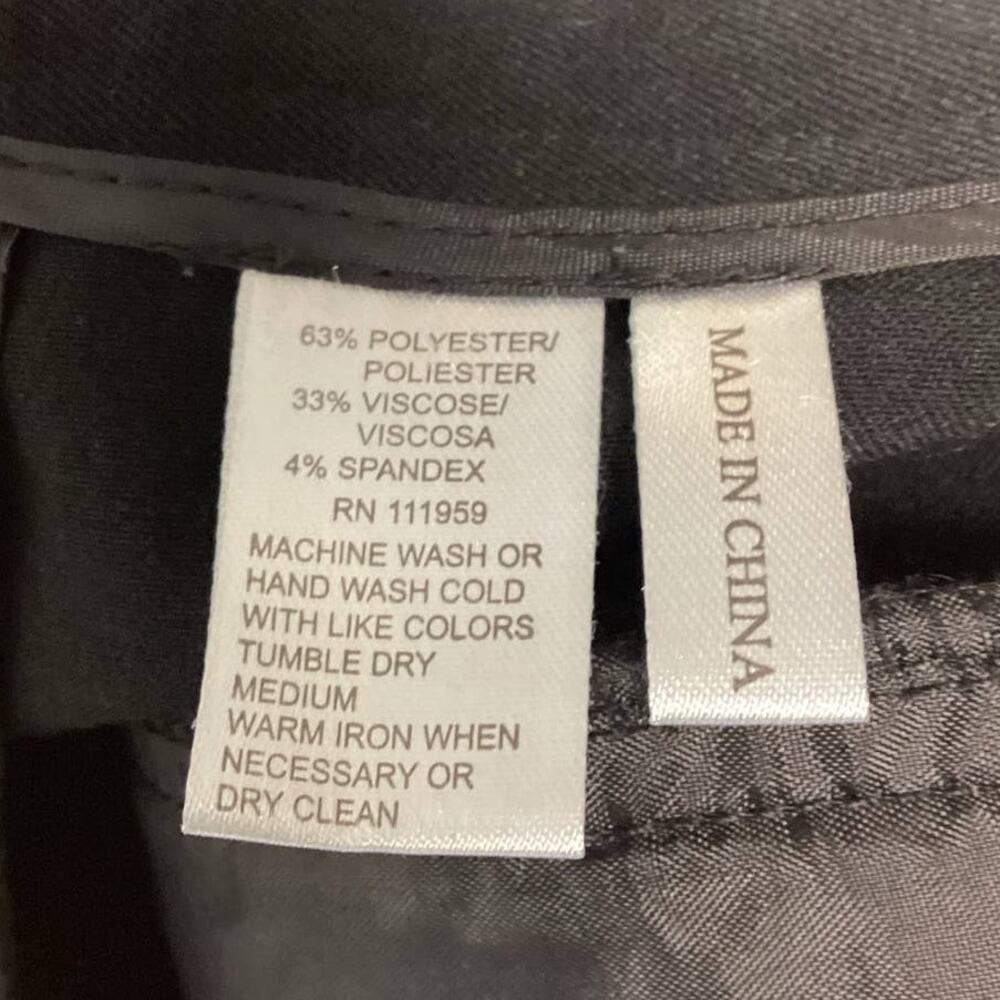 63% POLYESTER/
POLIESTER
33% VISCOSE/
VISCOSA
4% SPANDEX
RN 111959
MACHINE WASH OR
HAND WASH COLD
WITH LIKE COLORS
TUMBLE DRY
MEDIUM
WARM IRON WHEN
NECESSARY OR
DRY CLEAN
MADE IN CHINA